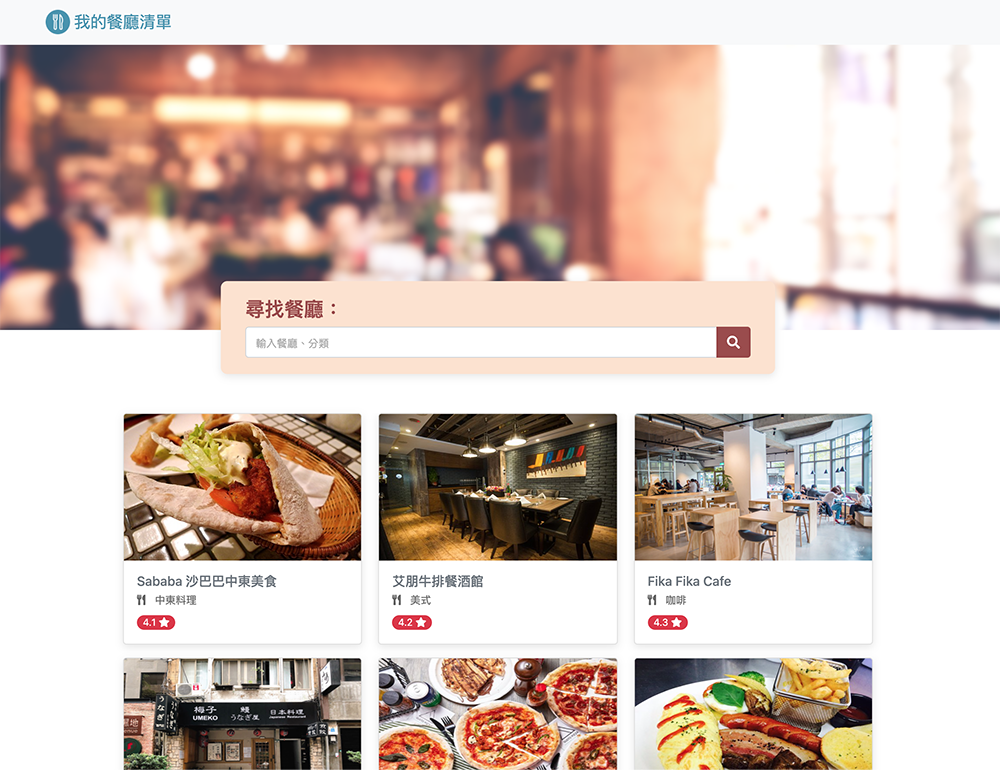 我的餐廳清單
尋找餐廳：
輸入餐廳、分類
Sababa 沙巴巴中東美食
中東料理
4.1
艾朋牛排餐酒館
美式
4.2
Fika Fika Cafe
咖啡
4.3
梅子 鰻 日本料理
UMEKO うなぎ屋 Japanese Restaurant